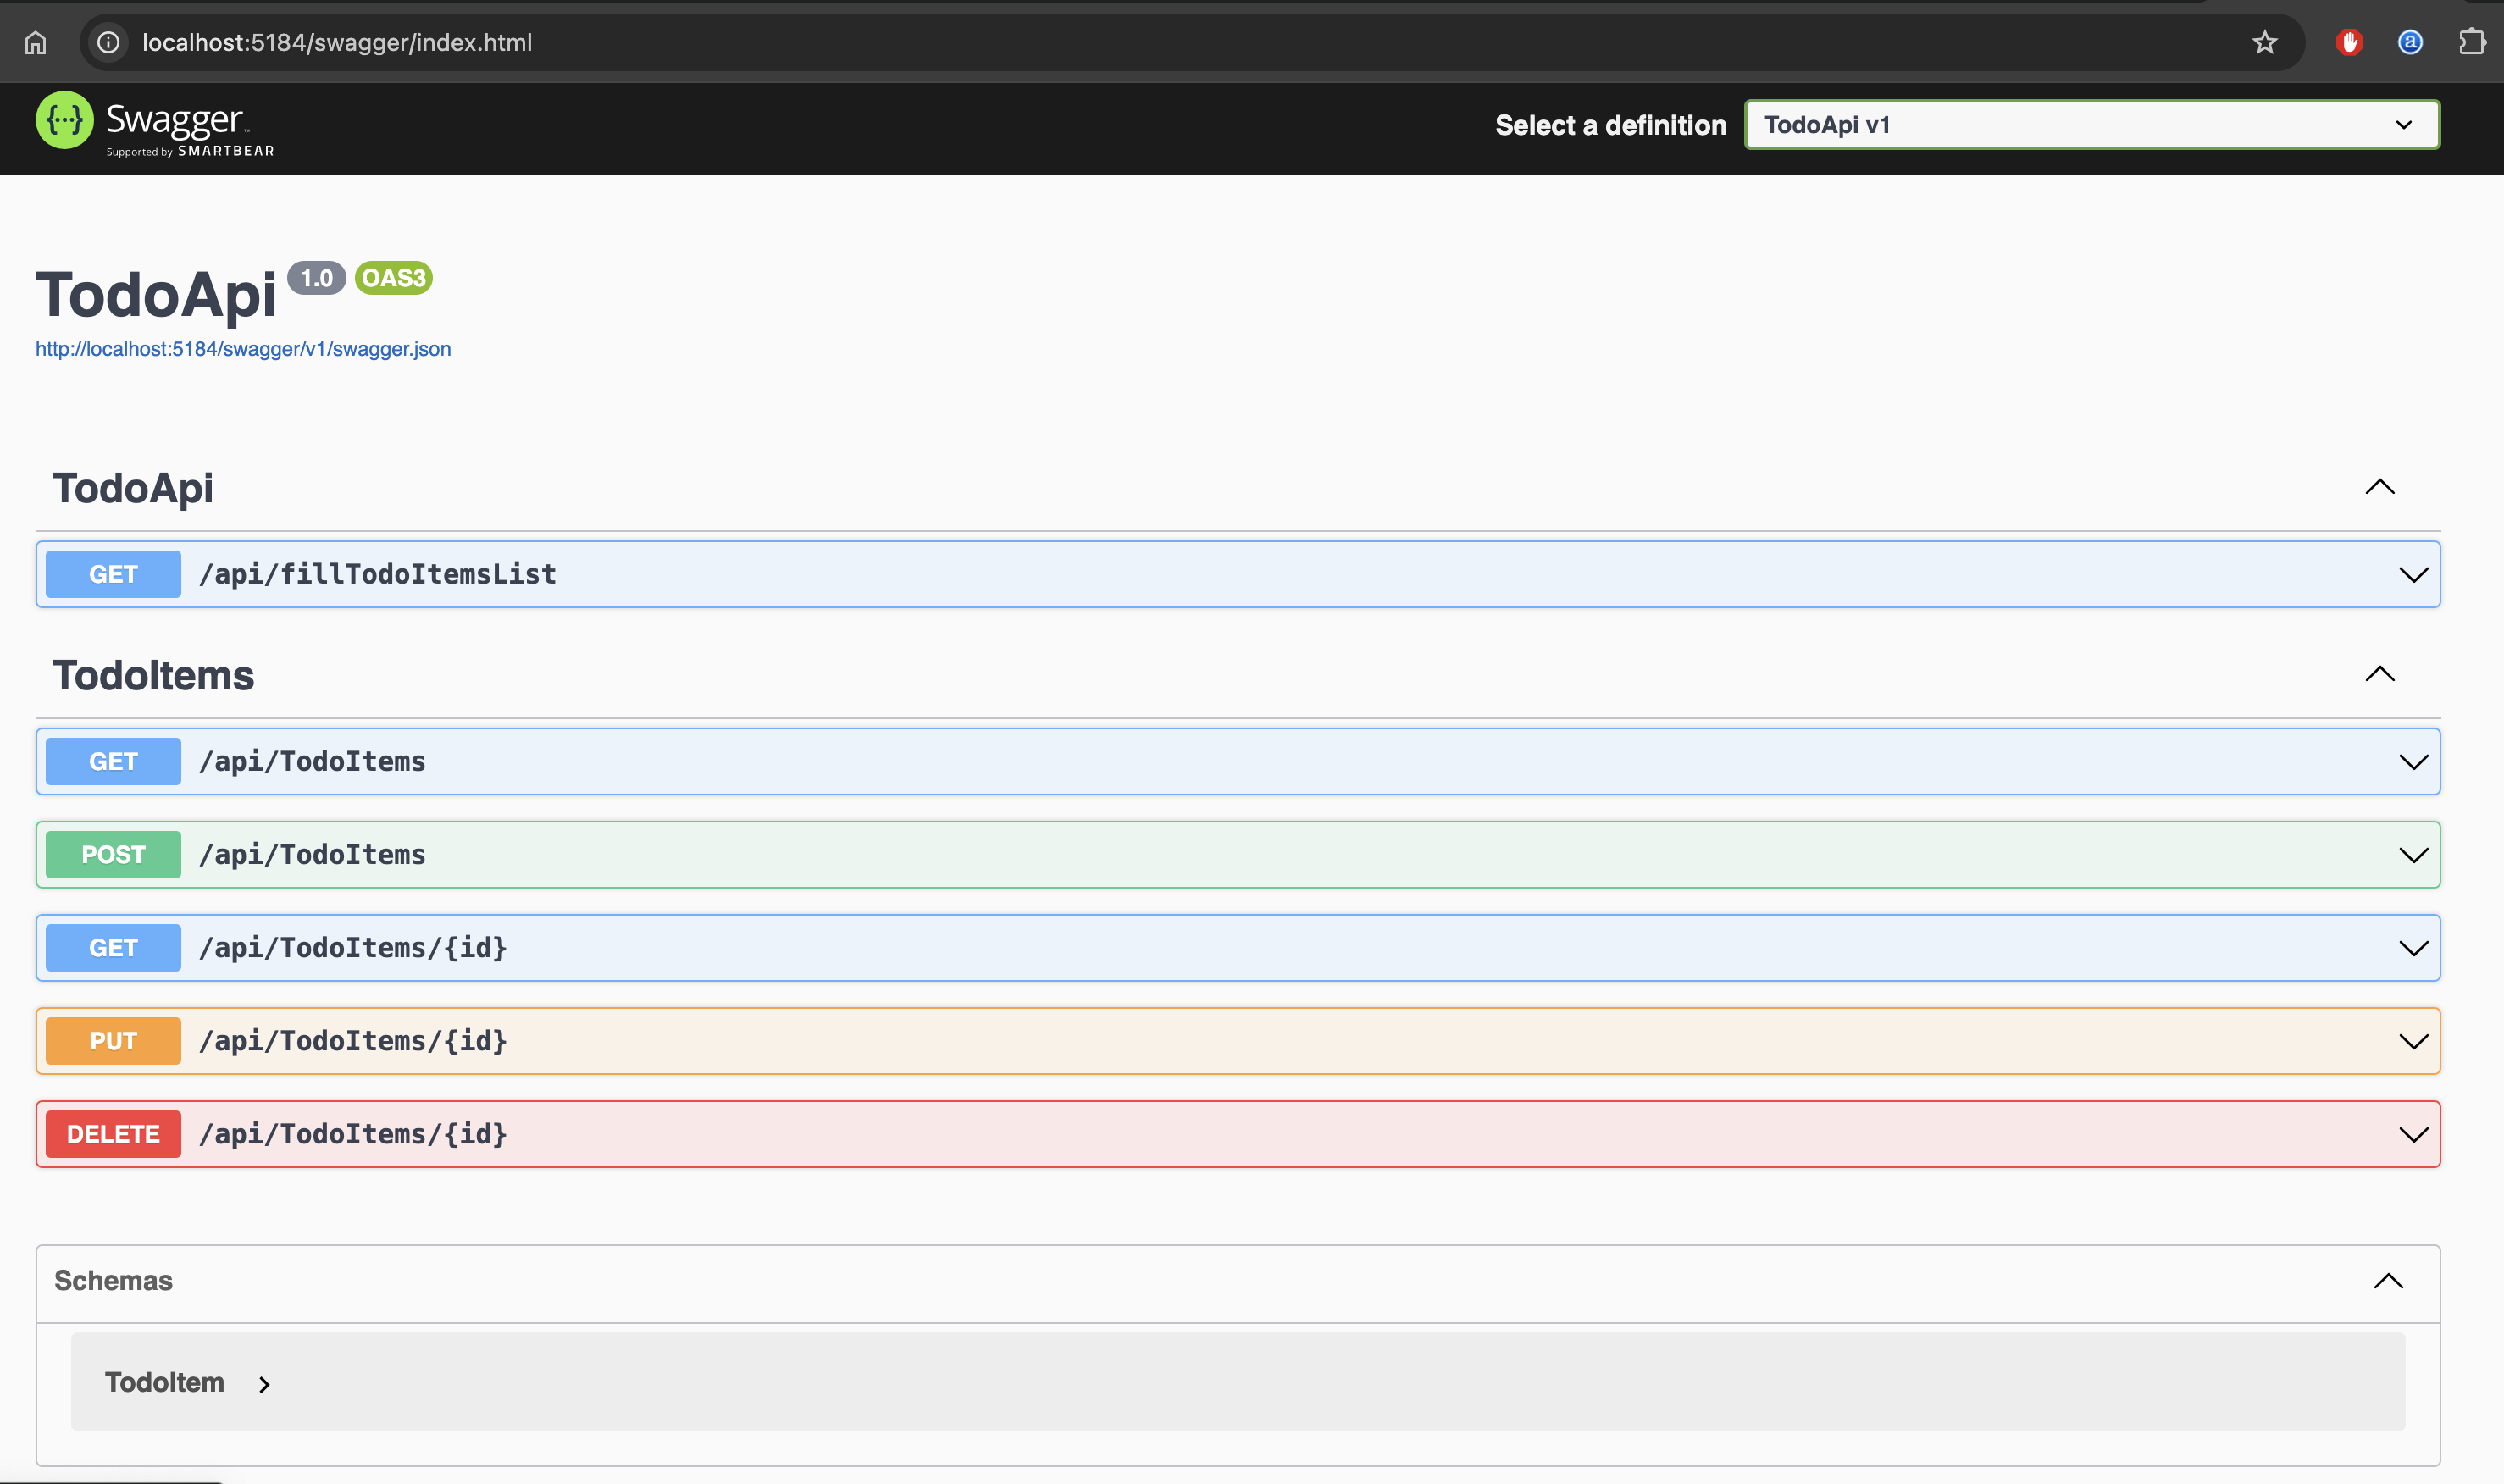 localhost:5184/swagger/index.html
{···} Swagger™
Supported by SMARTBEAR
Select a definition
TodoApi v1
TodoApi 1.0 OAS3
http://localhost:5184/swagger/v1/swagger.json
TodoApi
GET /api/fillTodoItemsList
TodoItems
GET /api/TodoItems
POST /api/TodoItems
GET /api/TodoItems/{id}
PUT /api/TodoItems/{id}
DELETE /api/TodoItems/{id}
Schemas
TodoItem